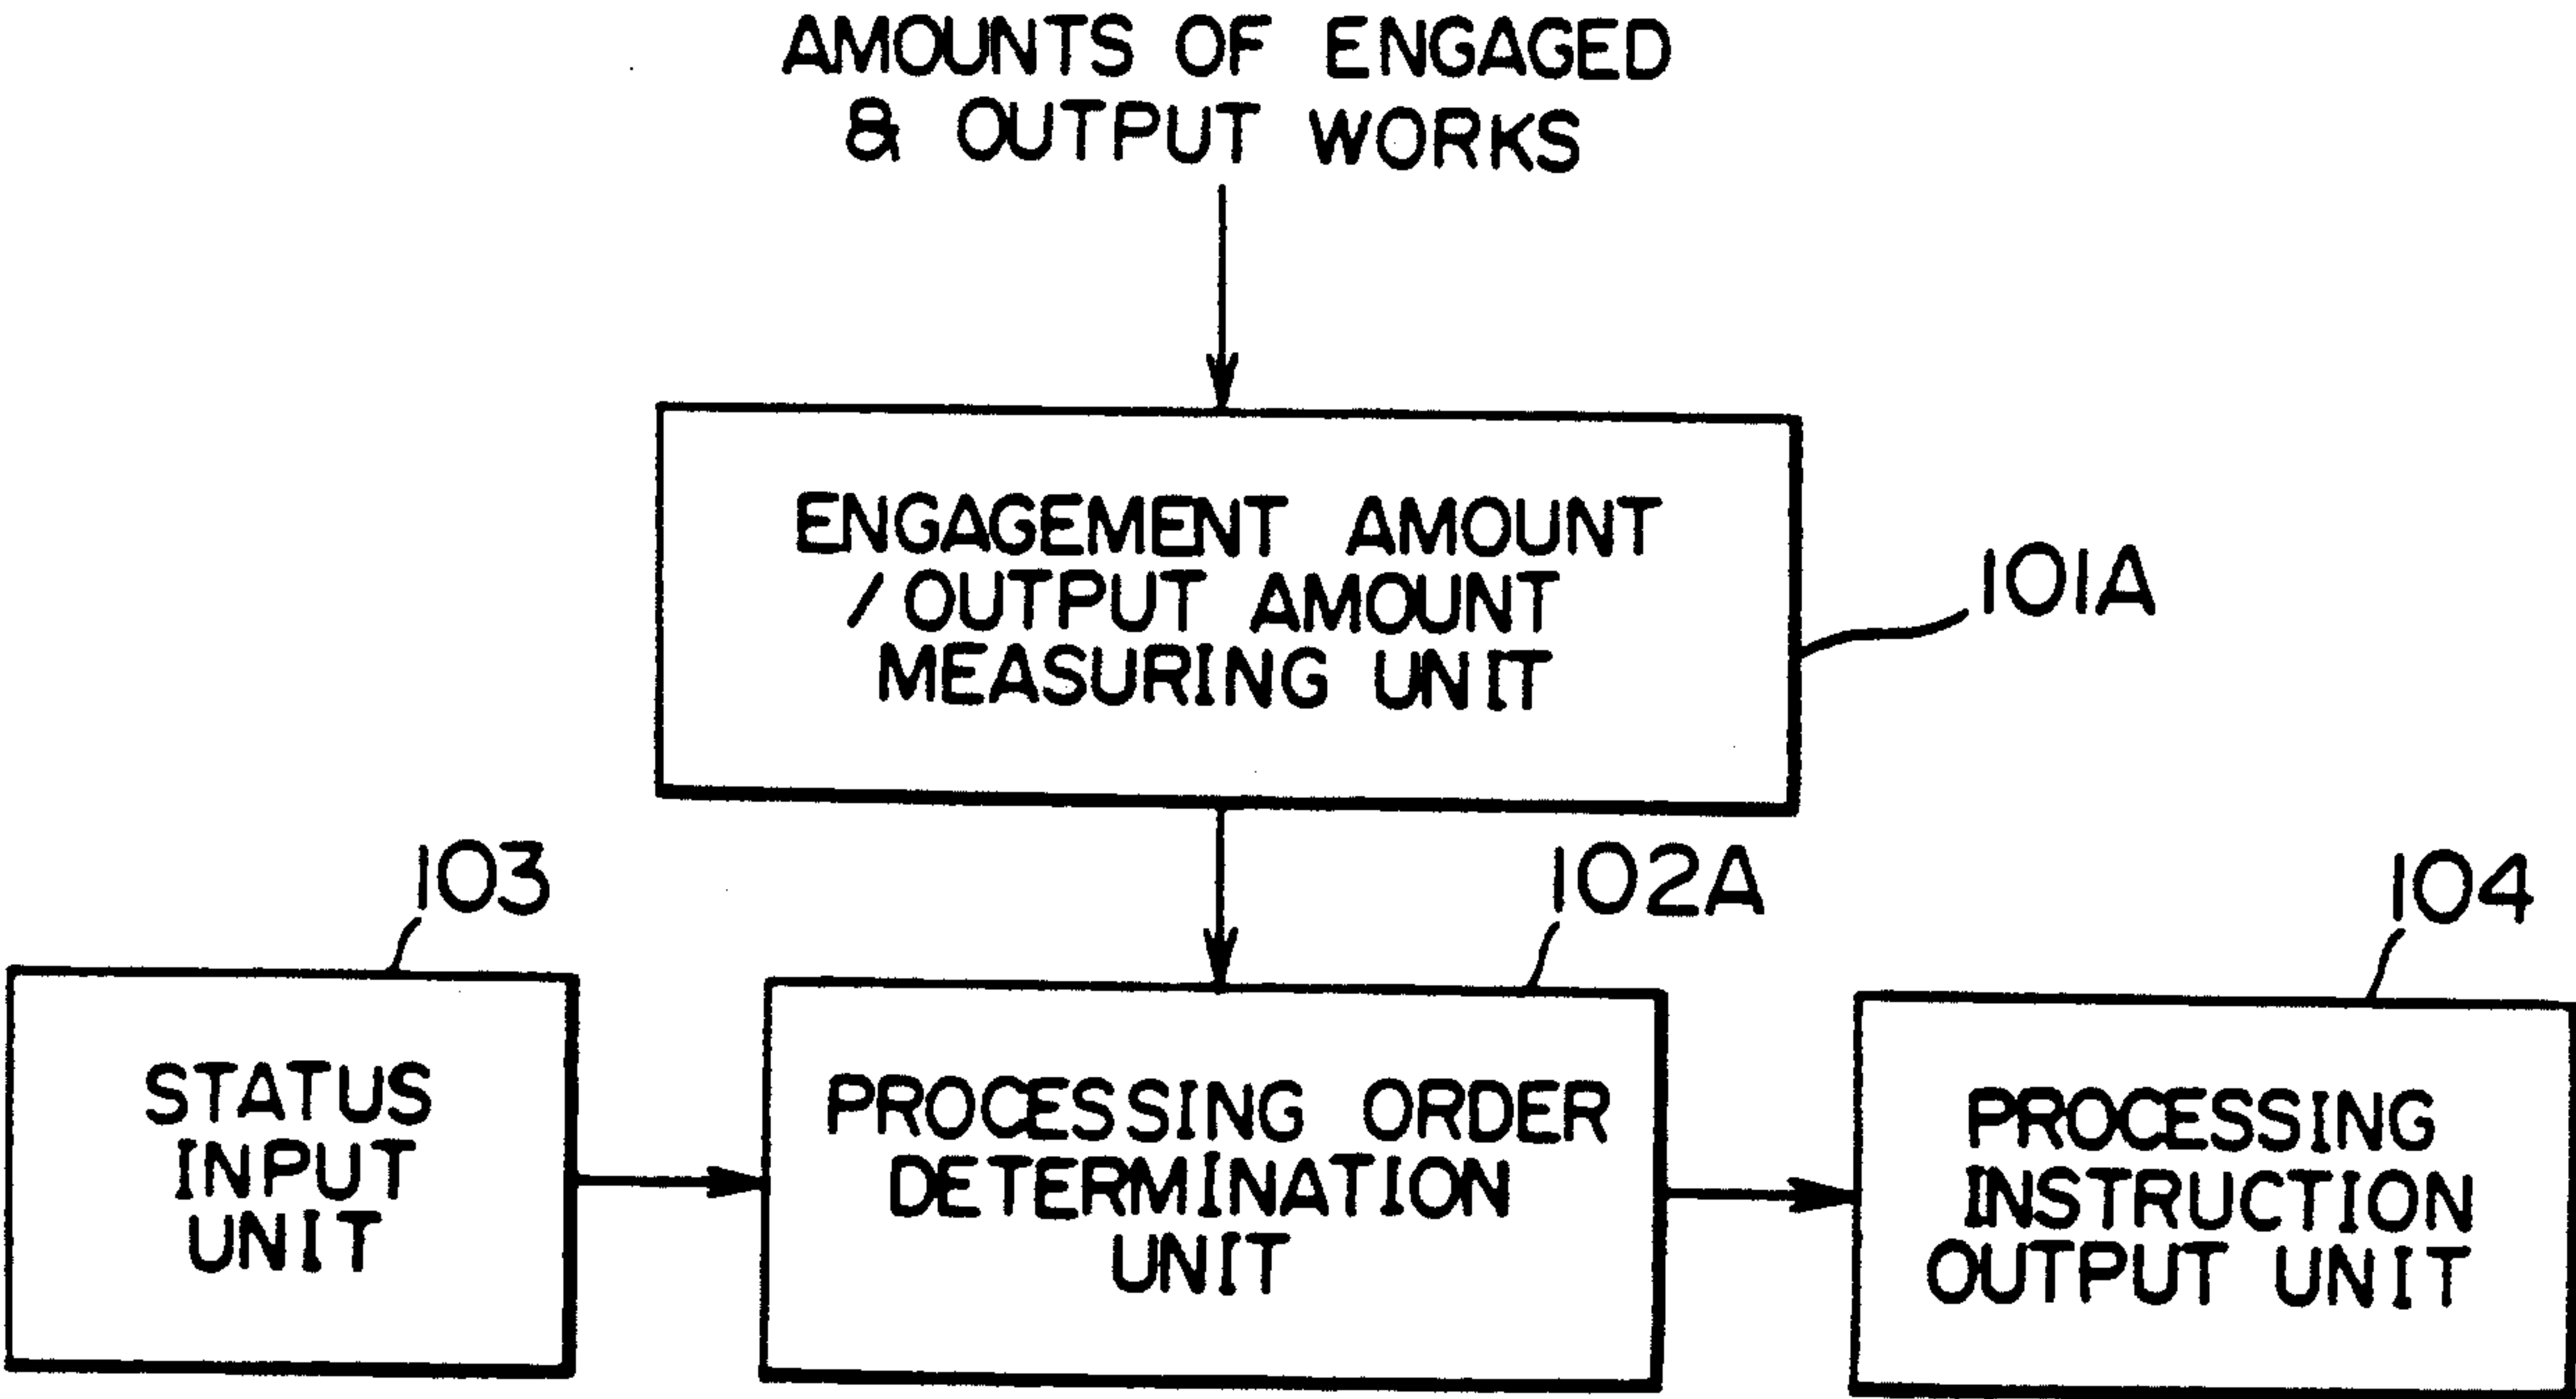 AMOUNTS OF ENGAGED
& OUTPUT WORKS
ENGAGEMENT AMOUNT
/OUTPUT AMOUNT
MEASURING UNIT
101A
103
102A
104
STATUS
INPUT
UNIT
PROCESSING ORDER
DETERMINATION
UNIT
PROCESSING
INSTRUCTION
OUTPUT UNIT